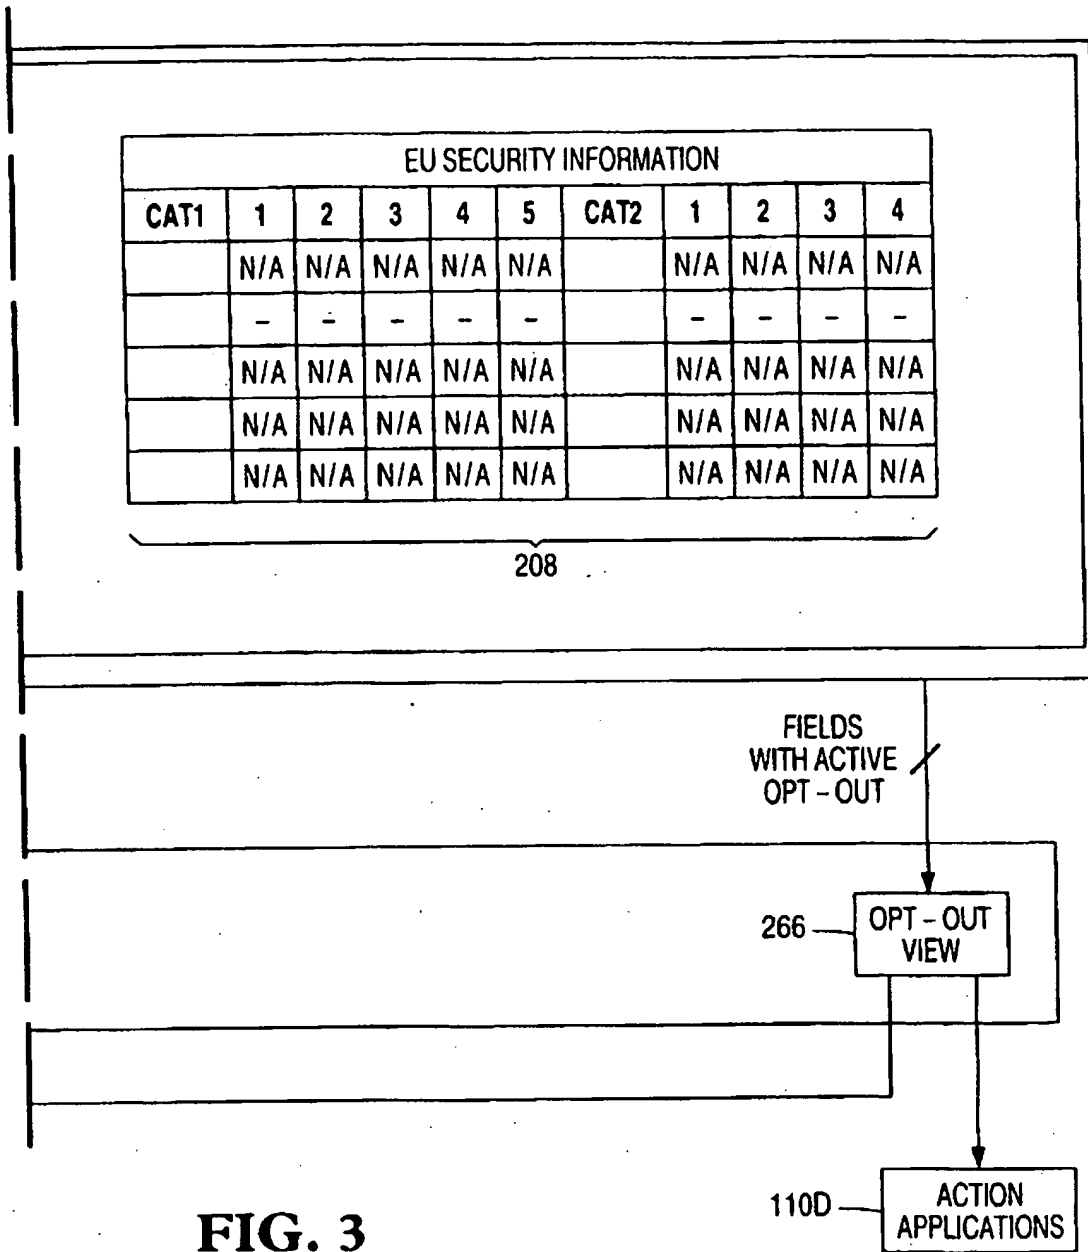 EU SECURITY INFORMATION
CAT1 1 2 3 4 5 CAT2 1 2 3 4
N/A N/A N/A N/A N/A N/A N/A N/A N/A
– – – – – – – – –
N/A N/A N/A N/A N/A N/A N/A N/A N/A
N/A N/A N/A N/A N/A N/A N/A N/A N/A
N/A N/A N/A N/A N/A N/A N/A N/A N/A
208
FIELDS
WITH ACTIVE
OPT – OUT
266
OPT – OUT
VIEW
110D
ACTION
APPLICATIONS
FIG. 3